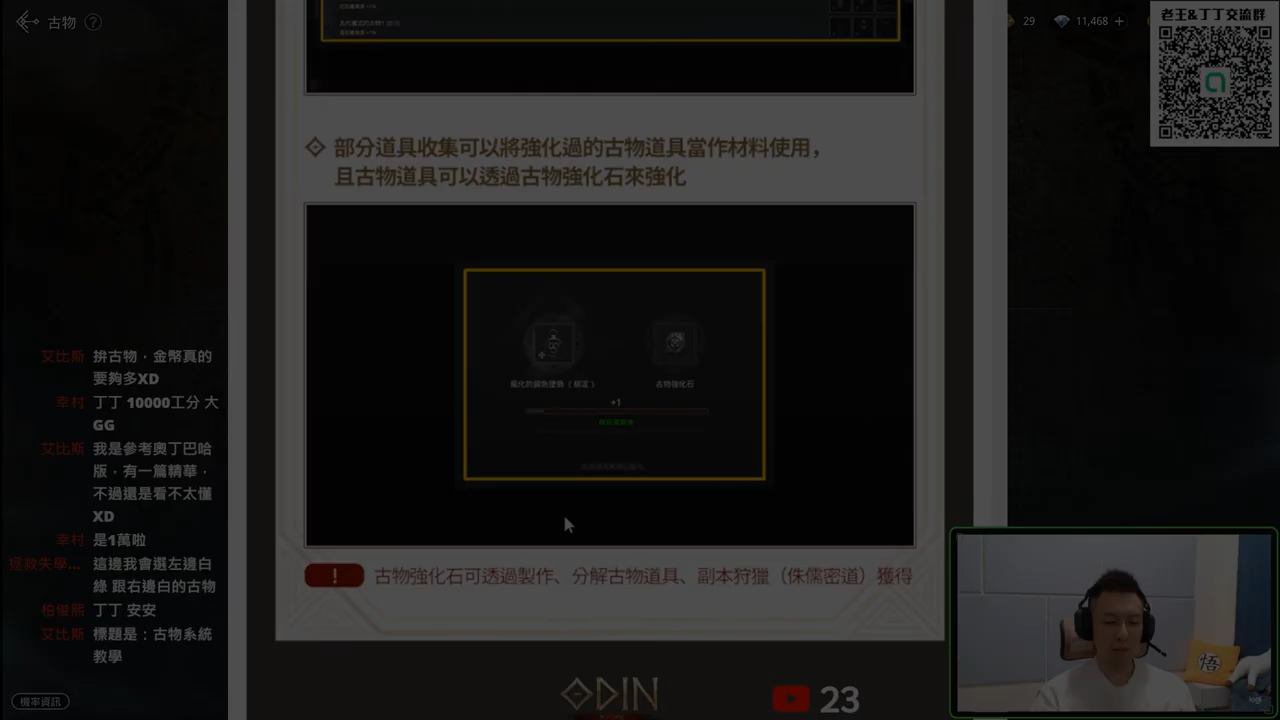 古物
?
29
11,468 +
老王&丁丁交流群
部分道具收集可以將強化過的古物道具當作材料使用，
且古物道具可以透過古物強化石來強化
古物強化石
+1
! 古物強化石可透過製作、分解古物道具、副本狩獵（侏儒密道）獲得
艾比斯 拚古物，金幣真的
要夠多XD
幸村 丁丁 10000工分 大
GG
艾比斯 我是參考奧丁巴哈
版，有一篇精華，
不過還是看不太懂
XD
幸村 是1萬啦
拯救失學... 這邊我會選左邊白
綠 跟右邊白的古物
柏俊熊 丁丁 安安
艾比斯 標題是：古物系統
教學
機率資訊
ODIN
23
悟